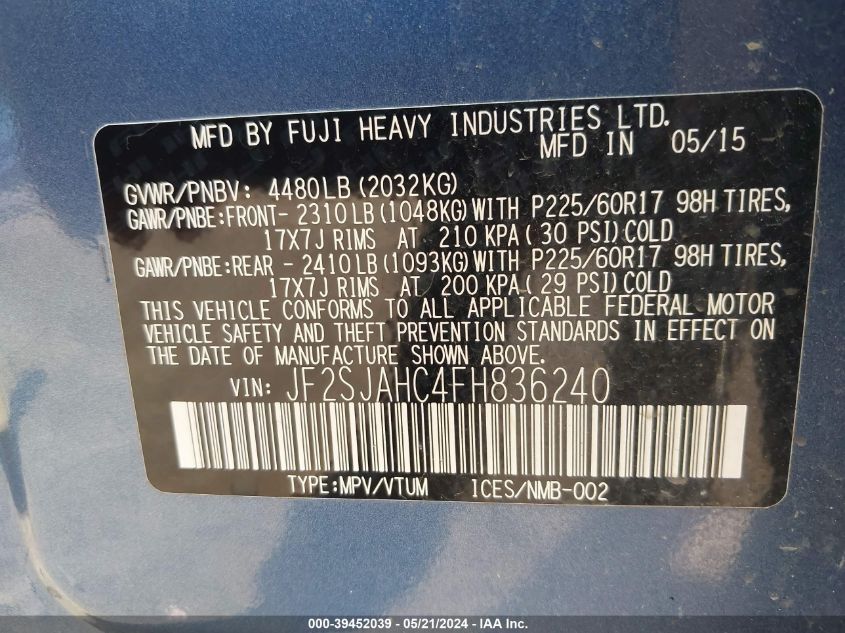 MFD BY FUJI HEAVY INDUSTRIES LTD.
MFD IN 05/15
GVWR/PNBV: 4480LB(2032KG)
GAWR/PNBE:FRONT- 2310LB(1048KG)WITH P225/60R17 98H TIRES,
17X7J RIMS AT 210 KPA(30 PSI)COLD
GAWR/PNBE:REAR - 2410LB(1093KG)WITH P225/60R17 98H TIRES,
17X7J RIMS AT 200 KPA(29 PSI)COLD
THIS VEHICLE CONFORMS TO ALL APPLICABLE FEDERAL MOTOR
VEHICLE SAFETY AND THEFT PREVENTION STANDARDS IN EFFECT ON
THE DATE OF MANUFACTURE SHOWN ABOVE.
VIN: JF2SJAHC4FH836240
TYPE:MPV/VTUM ICES/NMB-002
000-39452039 - 05/21/2024 - IAA Inc.